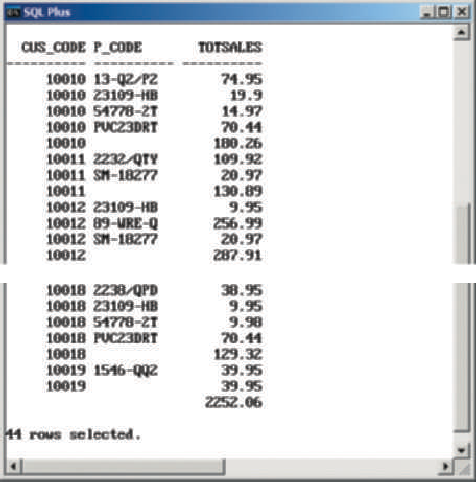 SQL Plus
CUS_CODE P_CODE TOTSALES
10010 13-Q2/P2 74.95
10010 23109-HB 19.9
10010 54778-2T 14.97
10010 PVC23DRT 70.44
10010 180.26
10011 2232/QTY 109.92
10011 SM-18277 20.97
10011 130.89
10012 23109-HB 9.95
10012 89-WRE-Q 256.99
10012 SM-18277 20.97
10012 287.91
10018 2238/QPD 38.95
10018 23109-HB 9.95
10018 54778-2T 9.98
10018 PVC23DRT 70.44
10018 129.32
10019 1546-QQ2 39.95
10019 39.95
2252.06
44 rows selected.